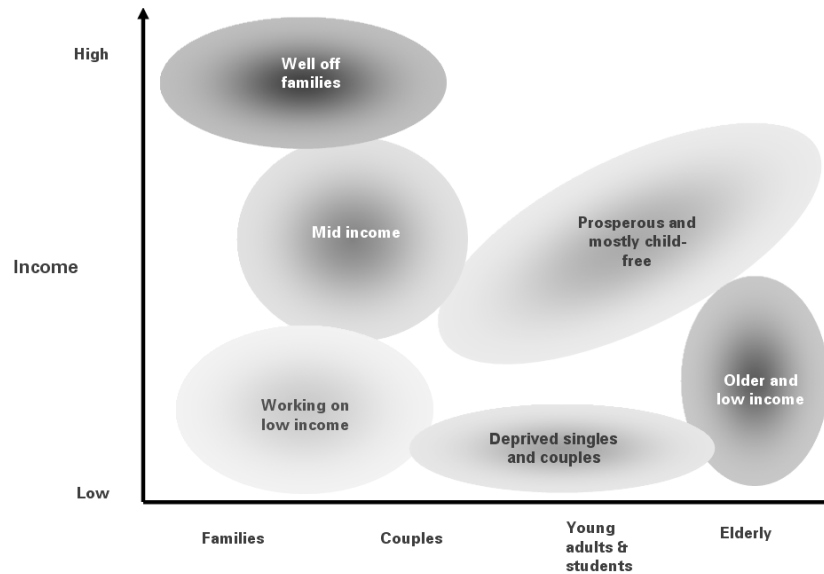 High
Well off
families
Mid income
Prosperous and
mostly child-
free
Income
Older and
low income
Working on
low income
Deprived singles
and couples
Low
Families
Couples
Young
adults &
students
Elderly